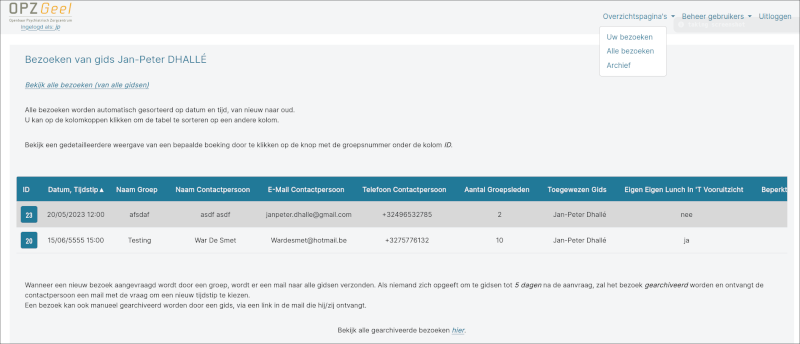 OPZGeel
Openbaar Psychiatrisch Zorgcentrum
Ingelogd als: jp
Overzichtspagina's Beheer gebruikers Uitloggen
Uw bezoeken
Alle bezoeken
Archief
Bezoeken van gids Jan-Peter DHALLÉ
Bekijk alle bezoeken (van alle gidsen)
Alle bezoeken worden automatisch gesorteerd op datum en tijd, van nieuw naar oud.
U kan op de kolomkoppen klikken om de tabel te sorteren op een andere kolom.
Bekijk een gedetailleerdere weergave van een bepaalde boeking door te klikken op de knop met de groepsnummer onder de kolom ID.
ID Datum, Tijdstip▲ Naam Groep Naam Contactpersoon E-Mail Contactpersoon Telefoon Contactpersoon Aantal Groepsleden Toegewezen Gids Eigen Eigen Lunch In 'T Vooruitzicht Beperkt
23 20/05/2023 12:00 afsdaf asdf asdf janpeter.dhalle@gmail.com +32496532785 2 Jan-Peter Dhallé nee
20 15/06/5555 15:00 Testing War De Smet Wardesmet@hotmail.be +3275776132 10 Jan-Peter Dhallé ja
Wanneer een nieuw bezoek aangevraagd wordt door een groep, wordt er een mail naar alle gidsen verzonden. Als niemand zich opgeeft om te gidsen tot 5 dagen na de aanvraag, zal het bezoek gearchiveerd worden en ontvangt de
contactpersoon een mail met de vraag om een nieuw tijdstip te kiezen.
Een bezoek kan ook manueel gearchiveerd worden door een gids, via een link in de mail die hij/zij ontvangt.
Bekijk alle gearchiveerde bezoeken hier.